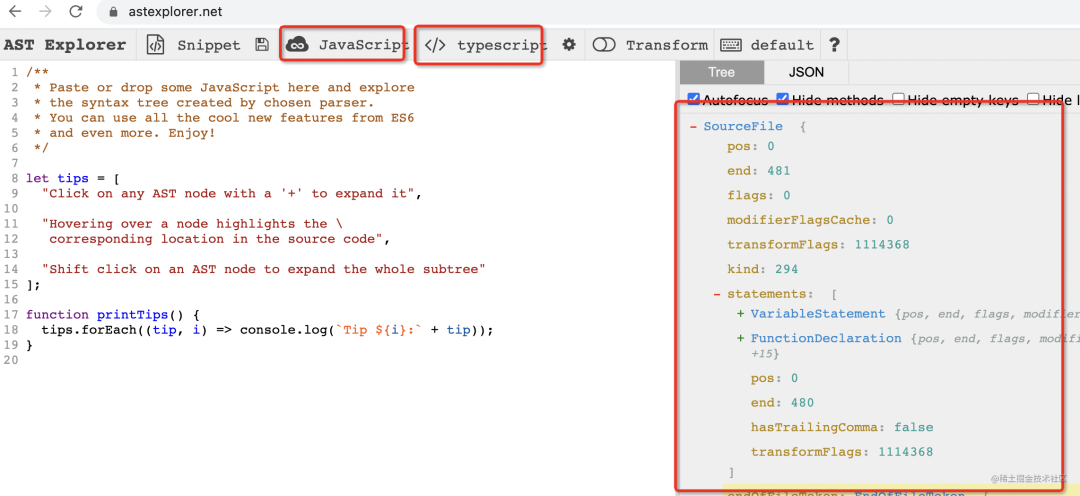 astexplorer.net
AST Explorer Snippet JavaScript </> typescript Transform default ?
Tree JSON
Autofocus Hide methods Hide empty keys Hide l
1 /**
2 * Paste or drop some JavaScript here and explore
3 * the syntax tree created by chosen parser.
4 * You can use all the cool new features from ES6
5 * and even more. Enjoy!
6 */
7
8 let tips = [
9 "Click on any AST node with a '+' to expand it",
10
11 "Hovering over a node highlights the \
12 corresponding location in the source code",
13
14 "Shift click on an AST node to expand the whole subtree"
15 ];
16
17 function printTips() {
18 tips.forEach((tip, i) => console.log(`Tip ${i}:` + tip));
19 }
20
- SourceFile {
pos: 0
end: 481
flags: 0
modifierFlagsCache: 0
transformFlags: 1114368
kind: 294
- statements: [
+ VariableStatement {pos, end, flags, modifier
+ FunctionDeclaration {pos, end, flags, modif
+15}
pos: 0
end: 480
hasTrailingComma: false
transformFlags: 1114368
]
endOfFileToken: EndOfFileToken {
@稀土掘金技术社区